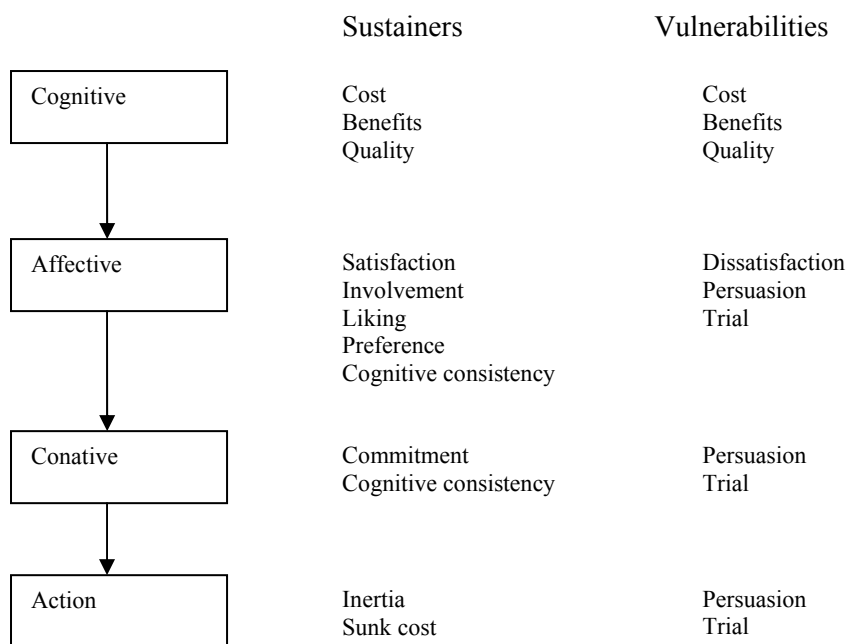 Sustainers Vulnerabilities
Cognitive Cost Cost
Benefits Benefits
Quality Quality
Affective Satisfaction Dissatisfaction
Involvement Persuasion
Liking Trial
Preference
Cognitive consistency
Conative Commitment Persuasion
Cognitive consistency Trial
Action Inertia Persuasion
Sunk cost Trial